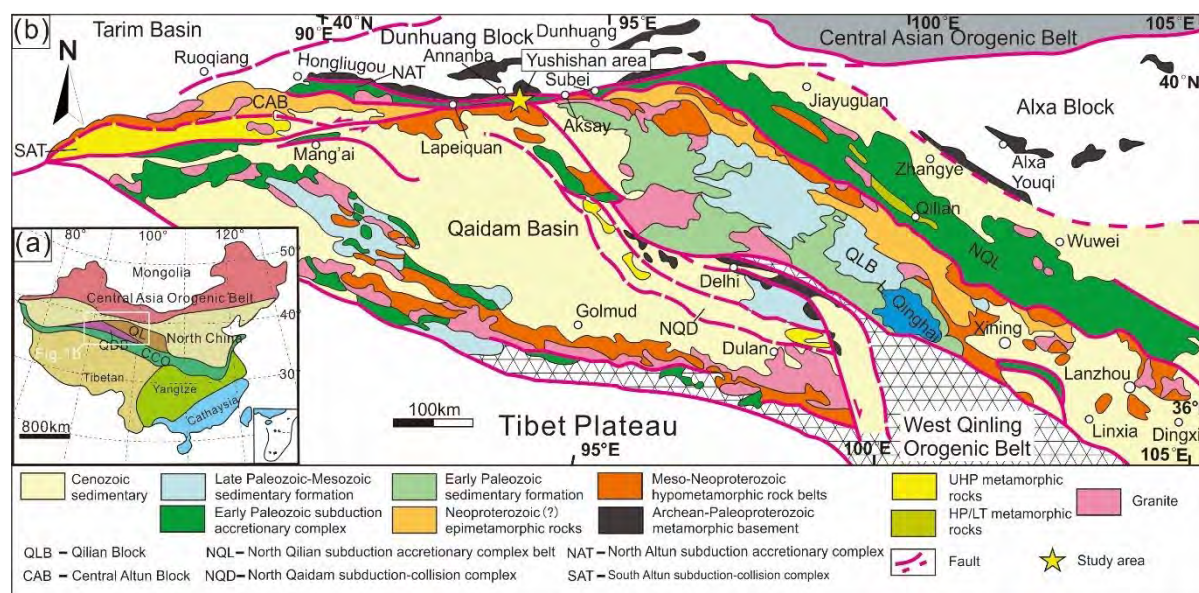 (b)
Tarim Basin
40°N
90°E
Dunhuang Block
Dunhuang
95°E
100°E
105°E
Central Asian Orogenic Belt
N
Ruoqiang
Hongliugou
NAT
Annanba
Yushishan area
Subei
40°N
Jiayuguan
Alxa Block
CAB
Aksay
SAT
Mang'ai
Lapeiquan
Zhangye
Alxa
Youqi
Qilian
Qaidam Basin
QLB
NQL
Wuwei
Delhi
L. Qinghai
Golmud
NQD
Xining
Dulan
Lanzhou
100km
36°
Tibet Plateau
West Qinling
Orogenic Belt
Linxia
Dingxi
95°E
100°E
105°E
(a)
80°
100°
120°
50°
Mongolia
Central Asia Orogenic Belt
40°
QL
North China
Fig. 1b
QDB
CCO
30°
Tibetan
Yangtze
Cathaysia
800km
Cenozoic
sedimentary
Late Paleozoic-Mesozoic
sedimentary formation
Early Paleozoic
sedimentary formation
Meso-Neoproterozoic
hypometamorphic rock belts
UHP metamorphic
rocks
Granite
Early Paleozoic subduction
accretionary complex
Neoproterozoic(?)
epimetamorphic rocks
Archean-Paleoproterozoic
metamorphic basement
HP/LT metamorphic
rocks
QLB – Qilian Block
NQL – North Qilian subduction accretionary complex belt
NAT – North Altun subduction accretionary complex
CAB – Central Altun Block
NQD – North Qaidam subduction-collision complex
SAT – South Altun subduction-collision complex
Fault
Study area